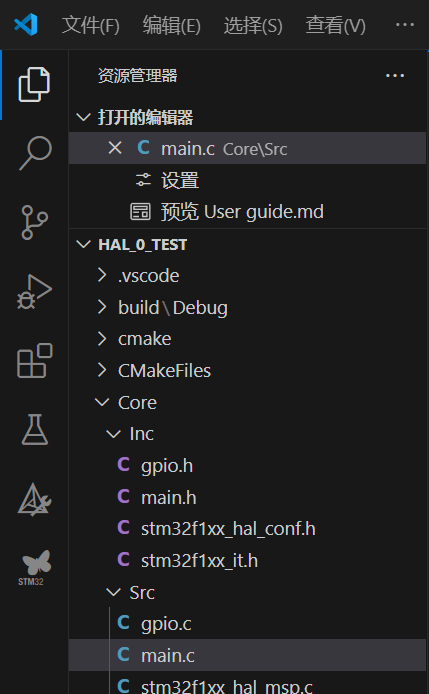 文件(F) 编辑(E) 选择(S) 查看(V) ···
资源管理器 ···
打开的编辑器
C main.c Core\Src
设置
预览 User guide.md
HAL_0_TEST
.vscode
build\Debug
cmake
CMakeFiles
Core
Inc
C gpio.h
C main.h
C stm32f1xx_hal_conf.h
C stm32f1xx_it.h
STM32
Src
C gpio.c
C main.c
C stm32f1xx_hal_msp.c